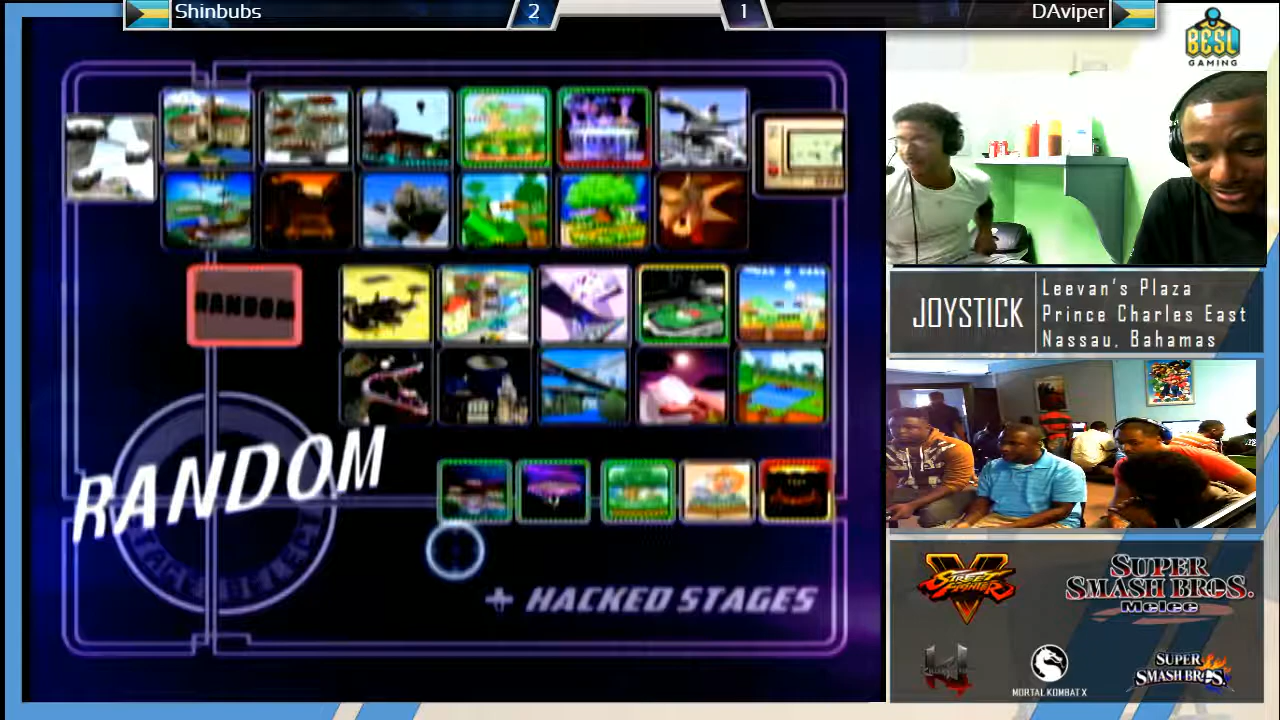 Shinbubs
2
1
DAviper
BESL
GAMING
RANDOM
RANDOM
+ HACKED STAGES
JOYSTICK
Leevan's Plaza
Prince Charles East
Nassau, Bahamas
V
STREET FIGHTER
SUPER
SMASH BROS.
Melee
MORTAL KOMBAT X
SUPER
SMASH BROS.